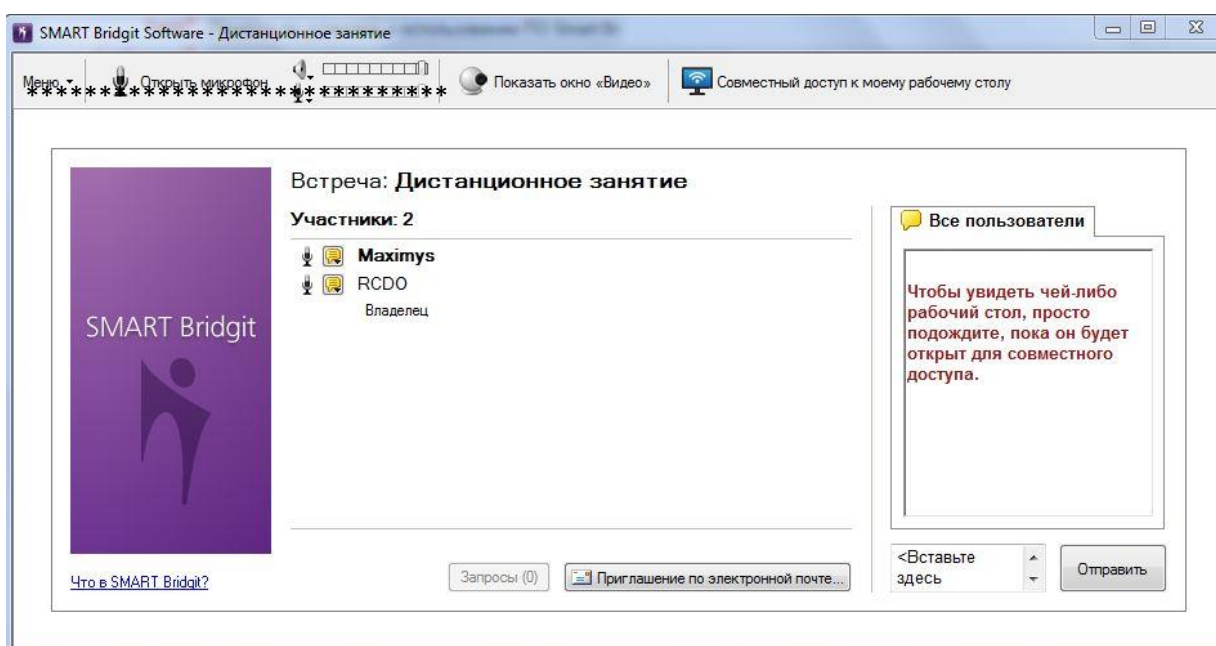 SMART Bridgit Software - Дистанционное занятие
Меню Открыть микрофон Показать окно «Видео» Совместный доступ к моему рабочему столу
***********************************
Встреча: Дистанционное занятие
Участники: 2
Maximys
RCDO
Владелец
SMART Bridgit
Что в SMART Bridgit?
Запросы (0) Приглашение по электронной почте...
Все пользователи
Чтобы увидеть чей-либо
рабочий стол, просто
подождите, пока он будет
открыт для совместного
доступа.
<Вставьте
здесь
Отправить